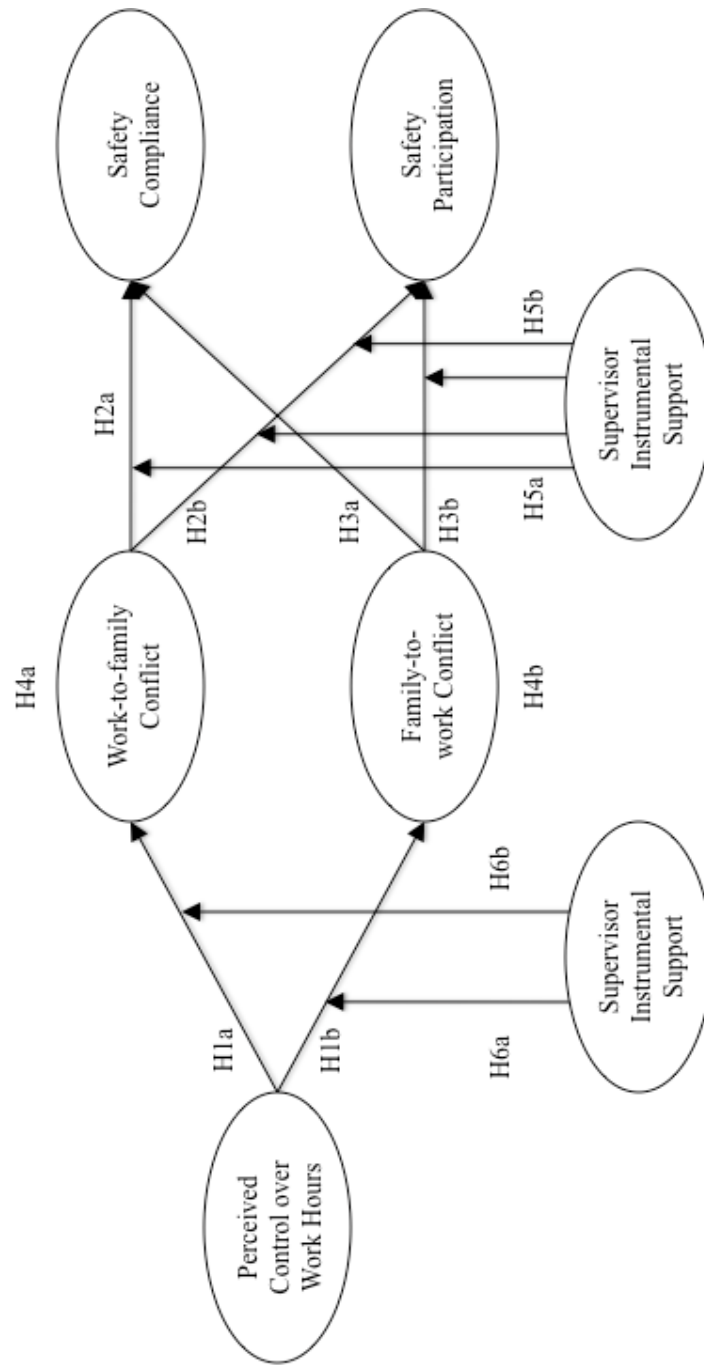 Perceived
Control over
Work Hours
H1a
H1b
H4a
Work-to-family
Conflict
Family-to-
work Conflict
H4b
H2a
H2b
H3a
H3b
Safety
Compliance
Safety
Participation
H6a
H6b
Supervisor
Instrumental
Support
H5a
H5b
Supervisor
Instrumental
Support